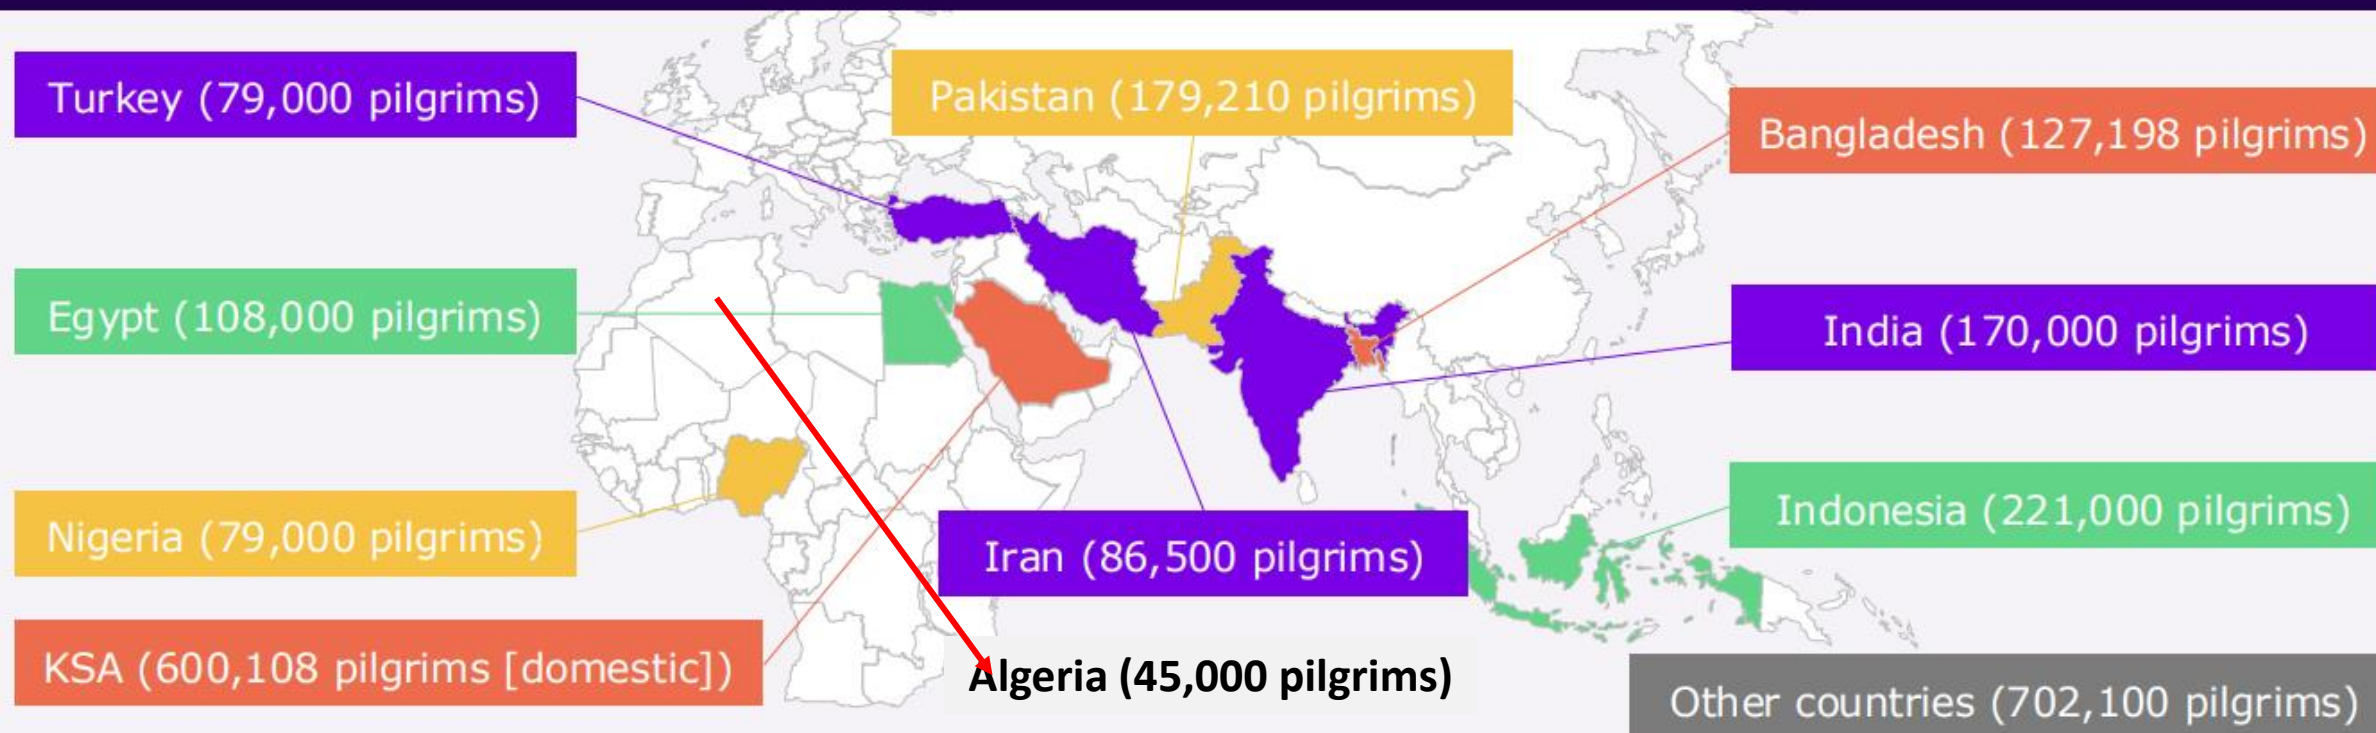 Turkey (79,000 pilgrims)
Pakistan (179,210 pilgrims)
Bangladesh (127,198 pilgrims)
Egypt (108,000 pilgrims)
India (170,000 pilgrims)
Nigeria (79,000 pilgrims)
Iran (86,500 pilgrims)
Indonesia (221,000 pilgrims)
KSA (600,108 pilgrims [domestic])
Algeria (45,000 pilgrims)
Other countries (702,100 pilgrims)